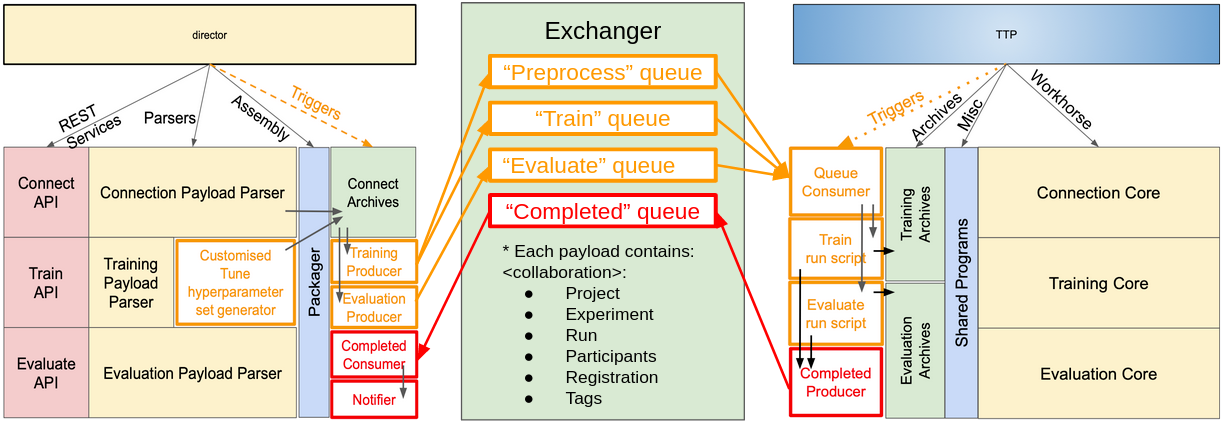 director
REST
Services
Parsers
Assembly
Triggers
Connect
API
Connection Payload Parser
Connect
Archives
Train
API
Training
Payload
Parser
Customised
Tune
hyperparameter
set generator
Packager
Training
Producer
Evaluation
Producer
Evaluate
API
Evaluation Payload Parser
Completed
Consumer
Notifier
Exchanger
“Preprocess” queue
“Train” queue
“Evaluate” queue
“Completed” queue
* Each payload contains:
<collaboration>:
● Project
● Experiment
● Run
● Participants
● Registration
● Tags
TTP
Triggers
Archives
Misc
Workhorse
Queue
Consumer
Train
run script
Evaluate
run script
Completed
Producer
Training
Archives
Evaluation
Archives
Shared Programs
Connection Core
Training Core
Evaluation Core